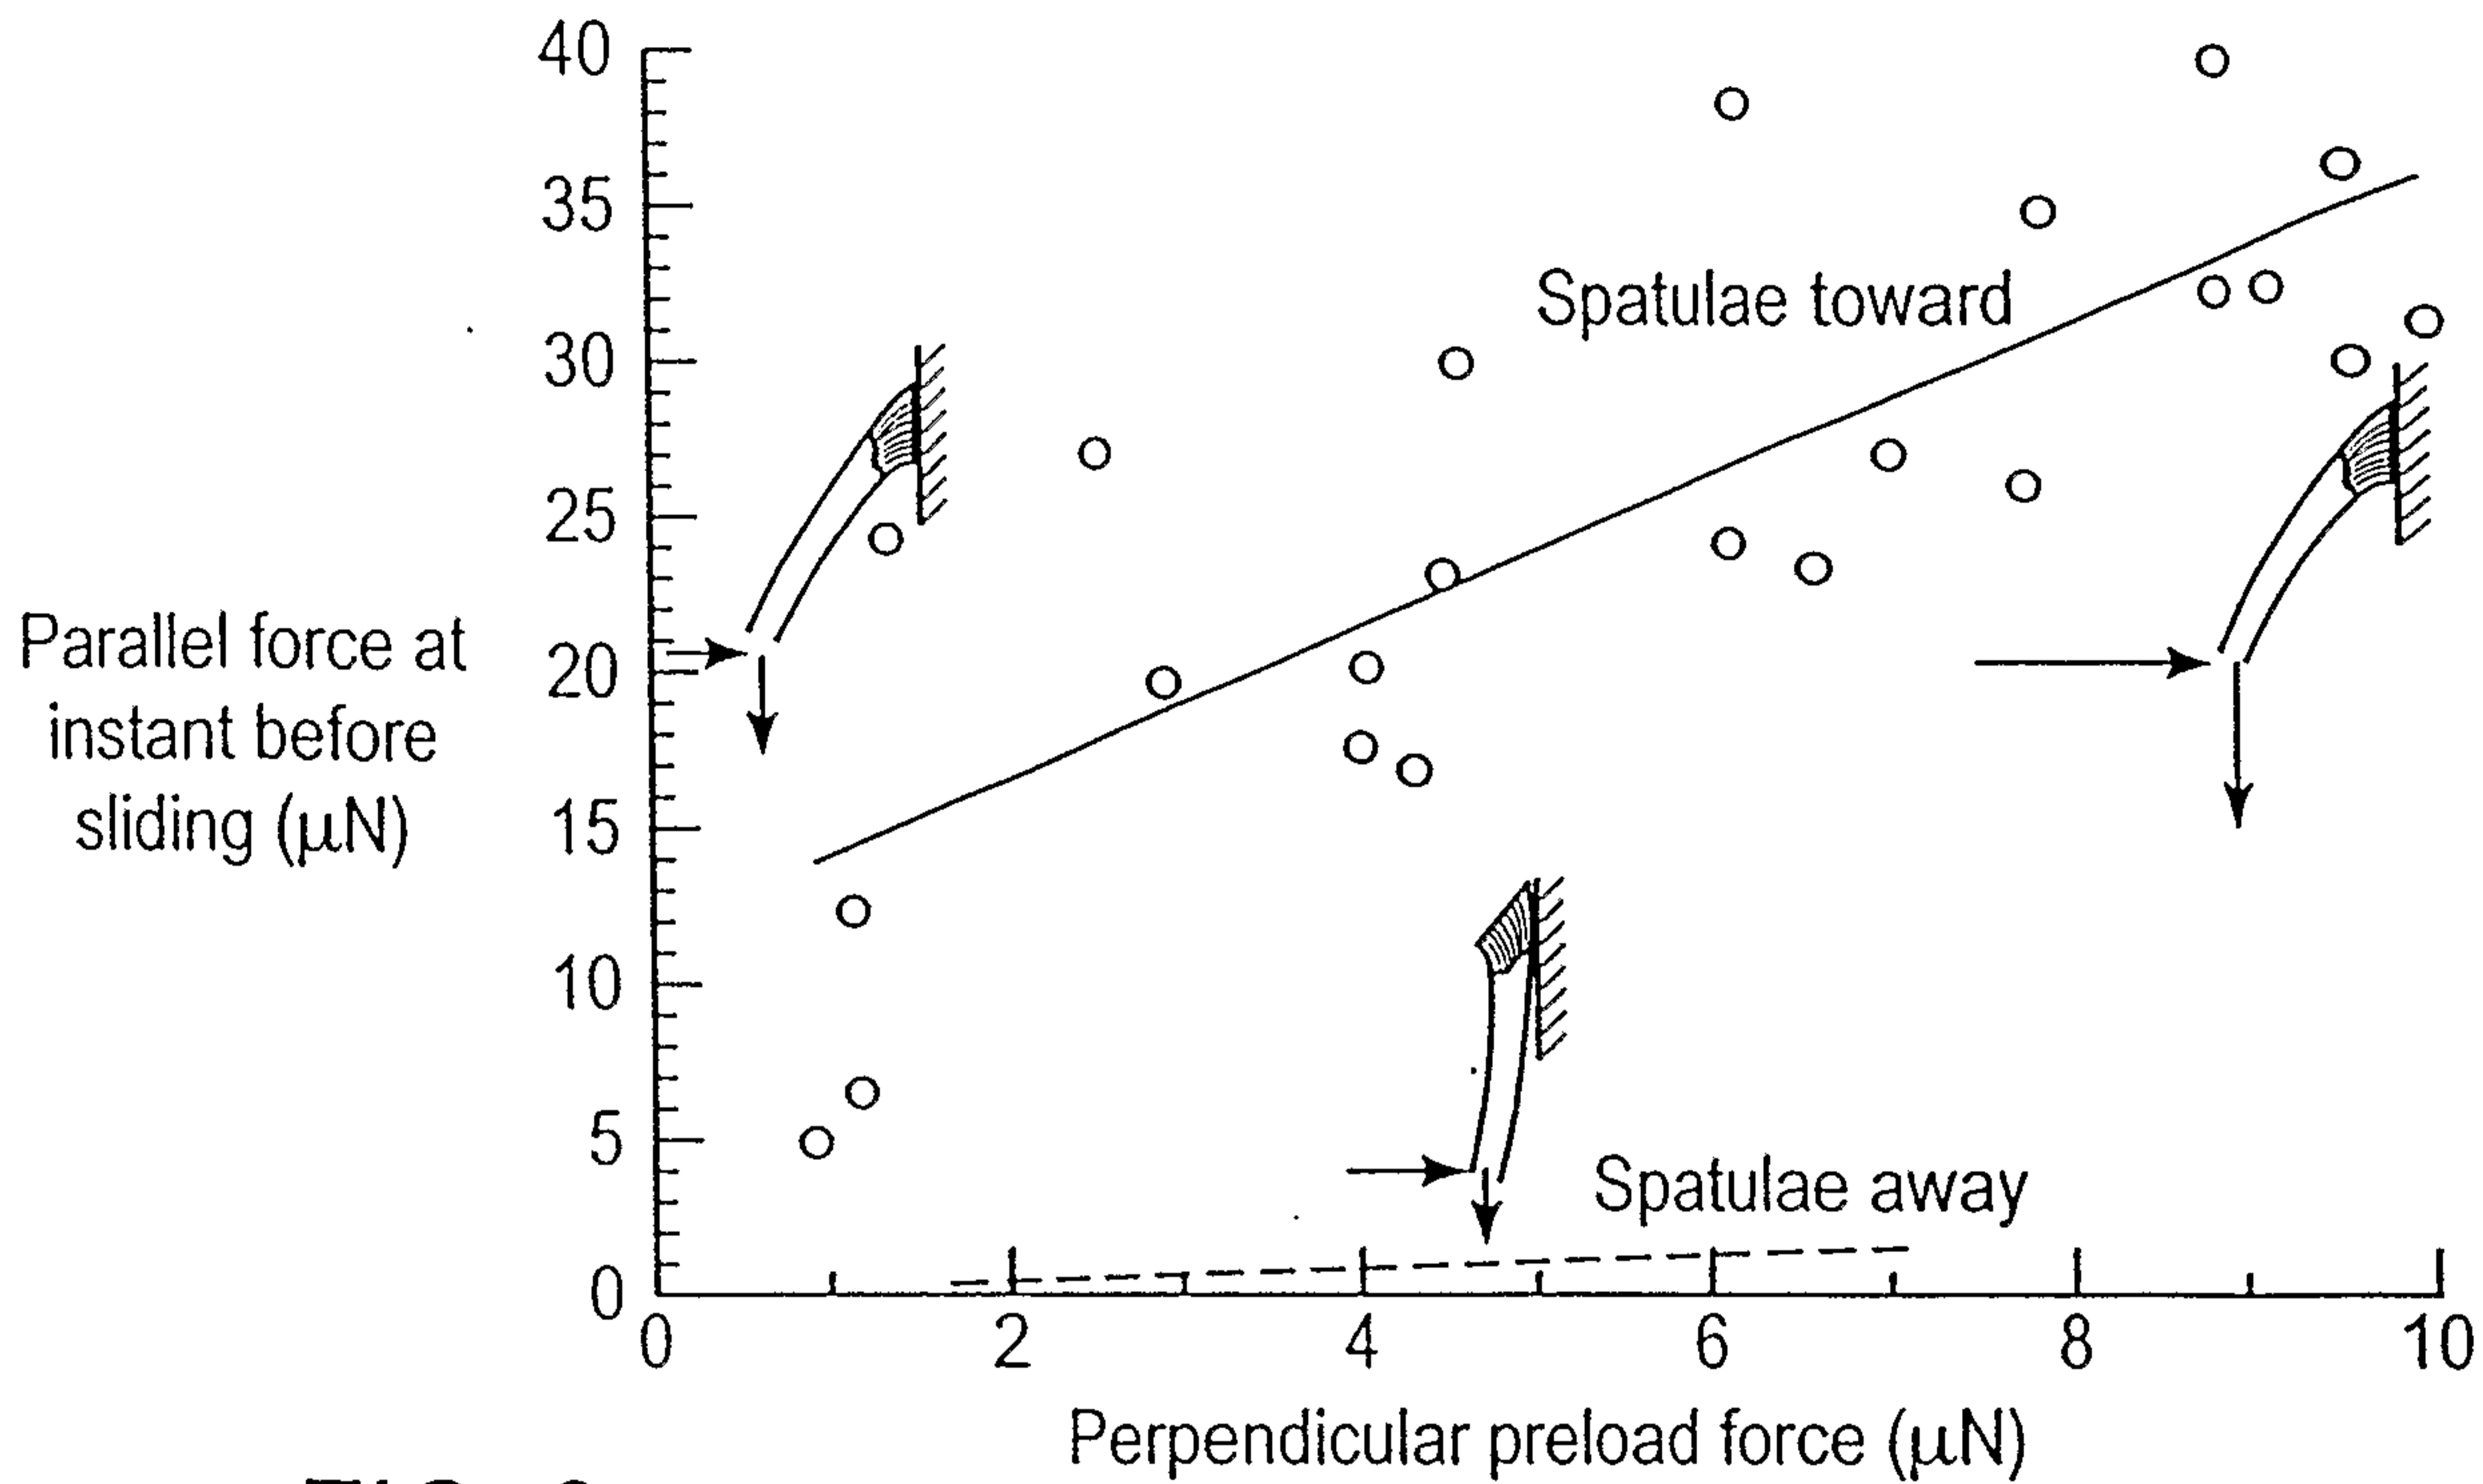 40
35
30
25
20
15
10
5
0
Parallel force at
instant before
sliding (μN)
Spatulae toward
Spatulae away
0 2 4 6 8 10
Perpendicular preload force (μN)